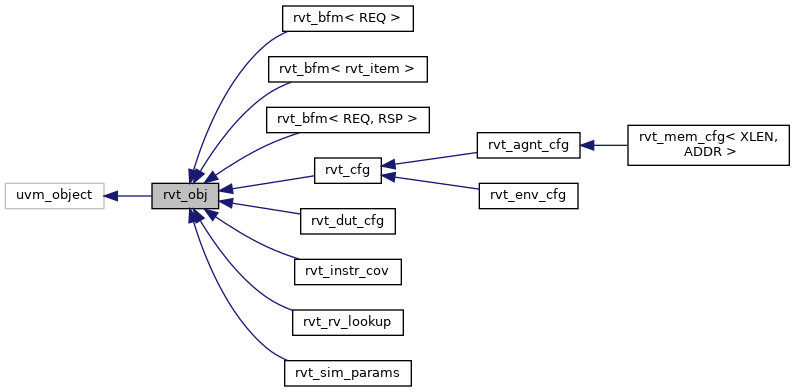 rvt_bfm< REQ >
rvt_bfm< rvt_item >
rvt_bfm< REQ, RSP >
rvt_mem_cfg< XLEN,
ADDR >
rvt_agnt_cfg
rvt_cfg
uvm_object
rvt_obj
rvt_env_cfg
rvt_dut_cfg
rvt_instr_cov
rvt_rv_lookup
rvt_sim_params